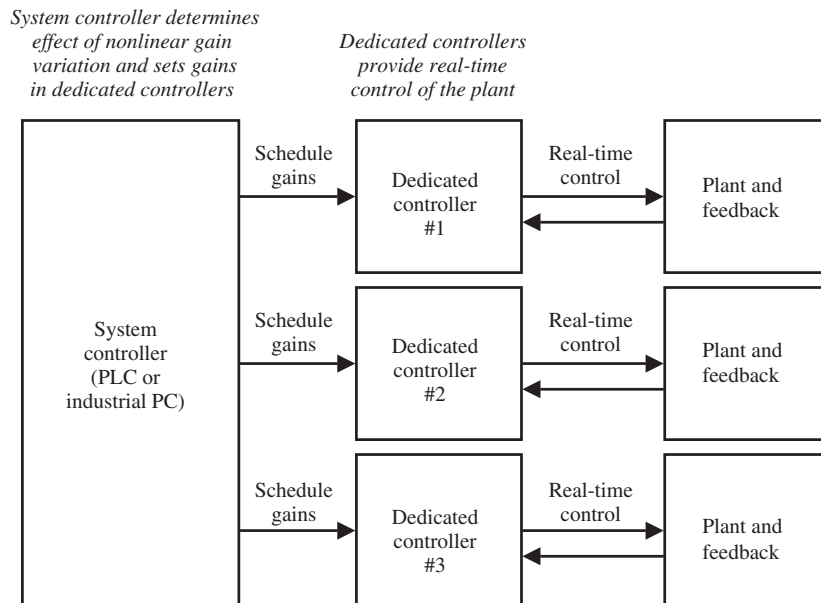 System controller determines
effect of nonlinear gain
variation and sets gains
in dedicated controllers
Dedicated controllers
provide real-time
control of the plant
System
controller
(PLC or
industrial PC)
Schedule
gains
Dedicated
controller
#1
Real-time
control
Plant and
feedback
Schedule
gains
Dedicated
controller
#2
Real-time
control
Plant and
feedback
Schedule
gains
Dedicated
controller
#3
Real-time
control
Plant and
feedback